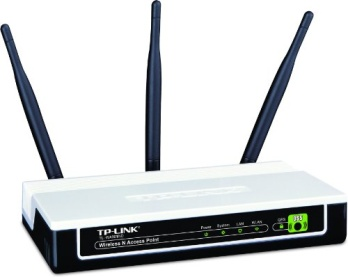 TP-LINK
Wireless N Access Point
Power System LAN WLAN
QSS